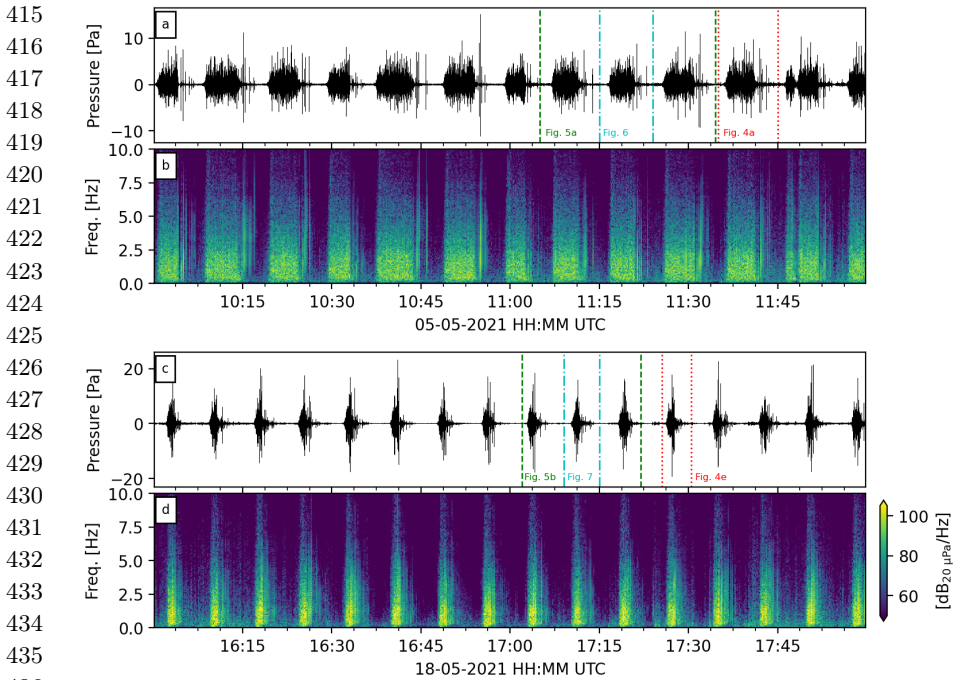 415
416
417
418
419
420
421
422
423
424
425
426
427
428
429
430
431
432
433
434
435
a
10
0
−10
Pressure [Pa]
Fig. 5a
Fig. 6
Fig. 4a
b
10.0
7.5
5.0
2.5
0.0
Freq. [Hz]
10:15 10:30 10:45 11:00 11:15 11:30 11:45
05-05-2021 HH:MM UTC
c
20
0
−20
Pressure [Pa]
Fig. 5b
Fig. 7
Fig. 4e
d
10.0
7.5
5.0
2.5
0.0
Freq. [Hz]
16:15 16:30 16:45 17:00 17:15 17:30 17:45
18-05-2021 HH:MM UTC
100
80
60
[dB20 μPa/Hz]